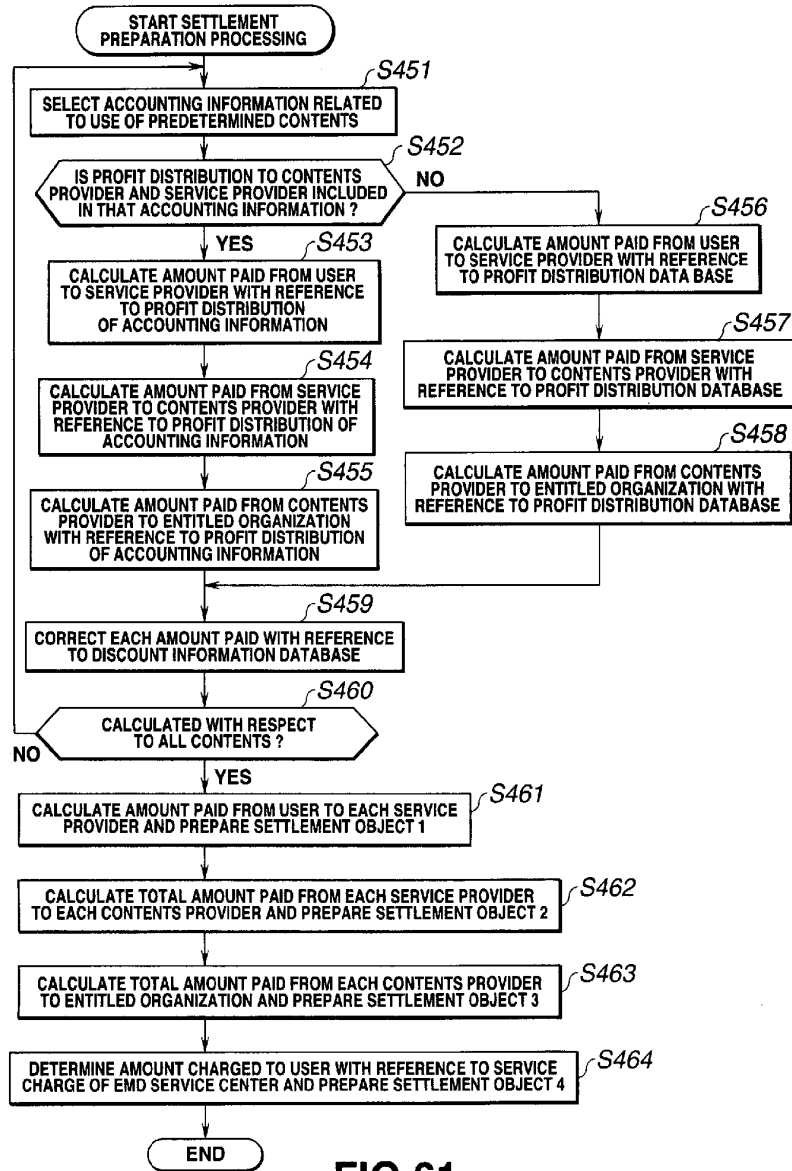 START SETTLEMENT
PREPARATION PROCESSING
S451
SELECT ACCOUNTING INFORMATION RELATED
TO USE OF PREDETERMINED CONTENTS
S452
IS PROFIT DISTRIBUTION TO CONTENTS
PROVIDER AND SERVICE PROVIDER INCLUDED
IN THAT ACCOUNTING INFORMATION ?
NO
YES
S453
CALCULATE AMOUNT PAID FROM USER
TO SERVICE PROVIDER WITH REFERENCE
TO PROFIT DISTRIBUTION
OF ACCOUNTING INFORMATION
S454
CALCULATE AMOUNT PAID FROM SERVICE
PROVIDER TO CONTENTS PROVIDER WITH
REFERENCE TO PROFIT DISTRIBUTION OF
ACCOUNTING INFORMATION
S455
CALCULATE AMOUNT PAID FROM CONTENTS
PROVIDER TO ENTITLED ORGANIZATION
WITH REFERENCE TO PROFIT DISTRIBUTION
OF ACCOUNTING INFORMATION
S456
CALCULATE AMOUNT PAID FROM USER
TO SERVICE PROVIDER WITH REFERENCE
TO PROFIT DISTRIBUTION DATA BASE
S457
CALCULATE AMOUNT PAID FROM SERVICE
PROVIDER TO CONTENTS PROVIDER WITH
REFERENCE TO PROFIT DISTRIBUTION DATABASE
S458
CALCULATE AMOUNT PAID FROM CONTENTS
PROVIDER TO ENTITLED ORGANIZATION WITH
REFERENCE TO PROFIT DISTRIBUTION DATABASE
S459
CORRECT EACH AMOUNT PAID WITH REFERENCE
TO DISCOUNT INFORMATION DATABASE
S460
CALCULATED WITH RESPECT
TO ALL CONTENTS ?
NO
YES
S461
CALCULATE AMOUNT PAID FROM USER TO EACH SERVICE
PROVIDER AND PREPARE SETTLEMENT OBJECT 1
S462
CALCULATE TOTAL AMOUNT PAID FROM EACH SERVICE PROVIDER
TO EACH CONTENTS PROVIDER AND PREPARE SETTLEMENT OBJECT 2
S463
CALCULATE TOTAL AMOUNT PAID FROM EACH CONTENTS PROVIDER
TO ENTITLED ORGANIZATION AND PREPARE SETTLEMENT OBJECT 3
S464
DETERMINE AMOUNT CHARGED TO USER WITH REFERENCE TO SERVICE
CHARGE OF EMD SERVICE CENTER AND PREPARE SETTLEMENT OBJECT 4
END
FIG.61